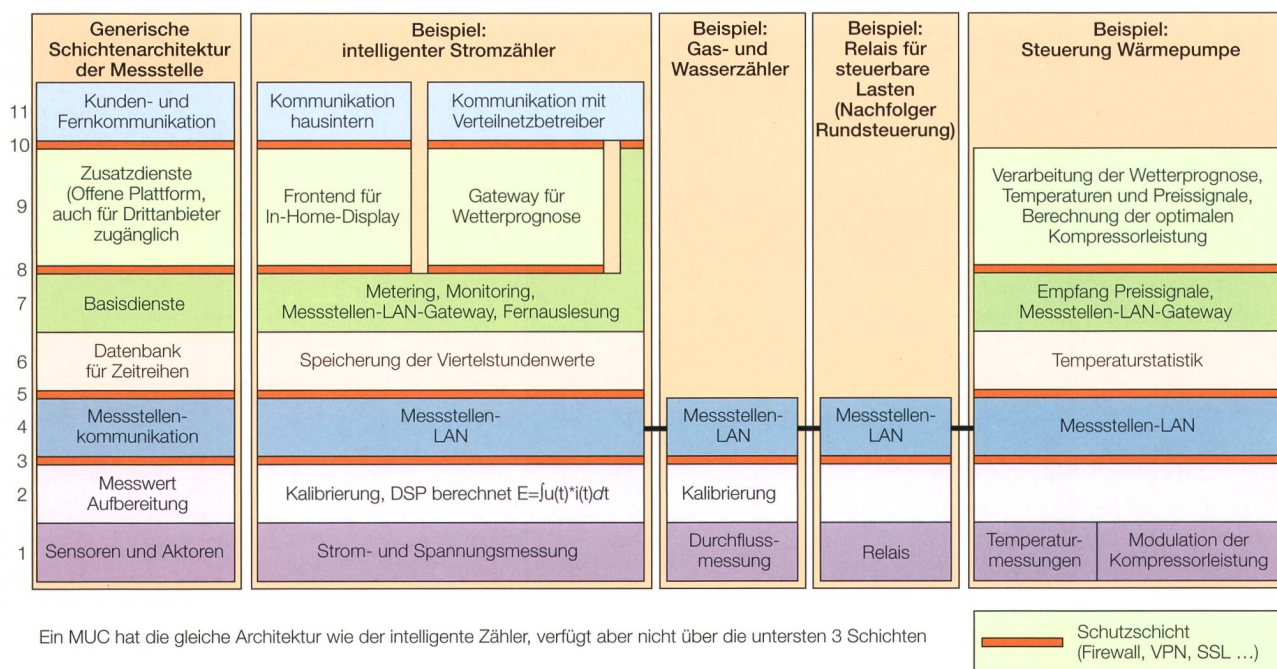 Generische
Schichtenarchitektur
der Messstelle
Beispiel:
intelligenter Stromzähler
Beispiel:
Gas- und
Wasserzähler
Beispiel:
Relais für
steuerbare
Lasten
(Nachfolger
Rundsteuerung)
Beispiel:
Steuerung Wärmepumpe
11
Kunden- und
Fernkommunikation
Kommunikation
hausintern
Kommunikation mit
Verteilnetzbetreiber
10
9
Zusatzdienste
(Offene Plattform,
auch für Drittanbieter
zugänglich
Frontend für
In-Home-Display
Gateway für
Wetterprognose
Verarbeitung der Wetterprognose,
Temperaturen und Preissignale,
Berechnung der optimalen
Kompressorleistung
8
7
Basisdienste
Metering, Monitoring,
Messstellen-LAN-Gateway, Fernauslesung
Empfang Preissignale,
Messstellen-LAN-Gateway
6
Datenbank
für Zeitreihen
Speicherung der Viertelstundenwerte
Temperaturstatistik
5
4
Messstellen-
kommunikation
Messstellen-
LAN
Messstellen-
LAN
Messstellen-
LAN
Messstellen-LAN
3
2
Messwert
Aufbereitung
Kalibrierung, DSP berechnet E=∫u(t)*i(t)dt
Kalibrierung
1
Sensoren und Aktoren
Strom- und Spannungsmessung
Durchfluss-
messung
Relais
Temperatur-
messungen
Modulation der
Kompressorleistung
Ein MUC hat die gleiche Architektur wie der intelligente Zähler, verfügt aber nicht über die untersten 3 Schichten
Schutzschicht
(Firewall, VPN, SSL ...)